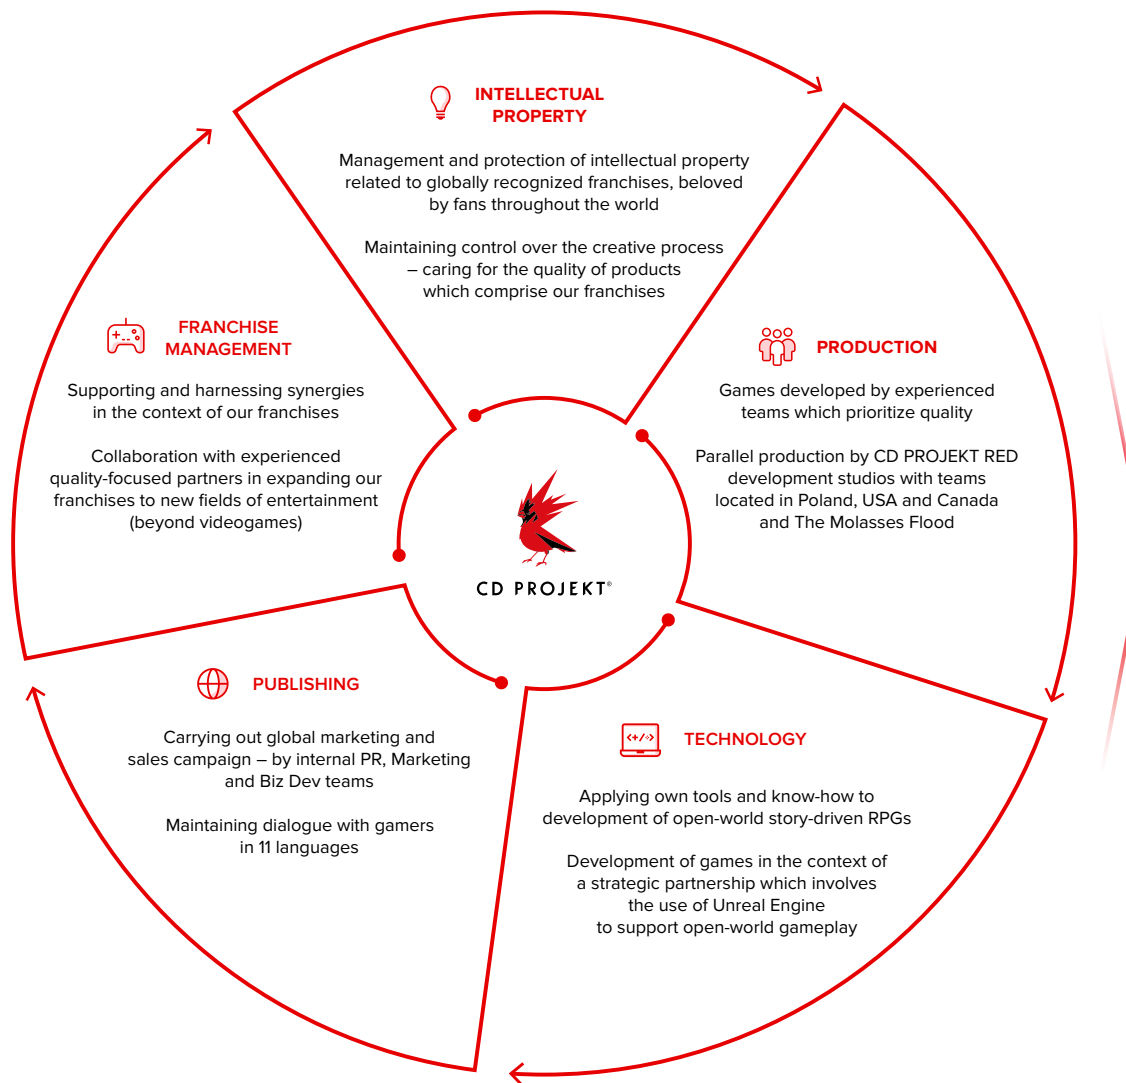 INTELLECTUAL
PROPERTY
Management and protection of intellectual property
related to globally recognized franchises, beloved
by fans throughout the world
Maintaining control over the creative process
– caring for the quality of products
which comprise our franchises
PRODUCTION
Games developed by experienced
teams which prioritize quality
Parallel production by CD PROJEKT RED
development studios with teams
located in Poland, USA and Canada
and The Molasses Flood
TECHNOLOGY
<+/÷>
Applying own tools and know-how to
development of open-world story-driven RPGs
Development of games in the context of
a strategic partnership which involves
the use of Unreal Engine
to support open-world gameplay
PUBLISHING
Carrying out global marketing and
sales campaign – by internal PR, Marketing
and Biz Dev teams
Maintaining dialogue with gamers
in 11 languages
FRANCHISE
MANAGEMENT
Supporting and harnessing synergies
in the context of our franchises
Collaboration with experienced
quality-focused partners in expanding our
franchises to new fields of entertainment
(beyond videogames)
CD PROJEKT®